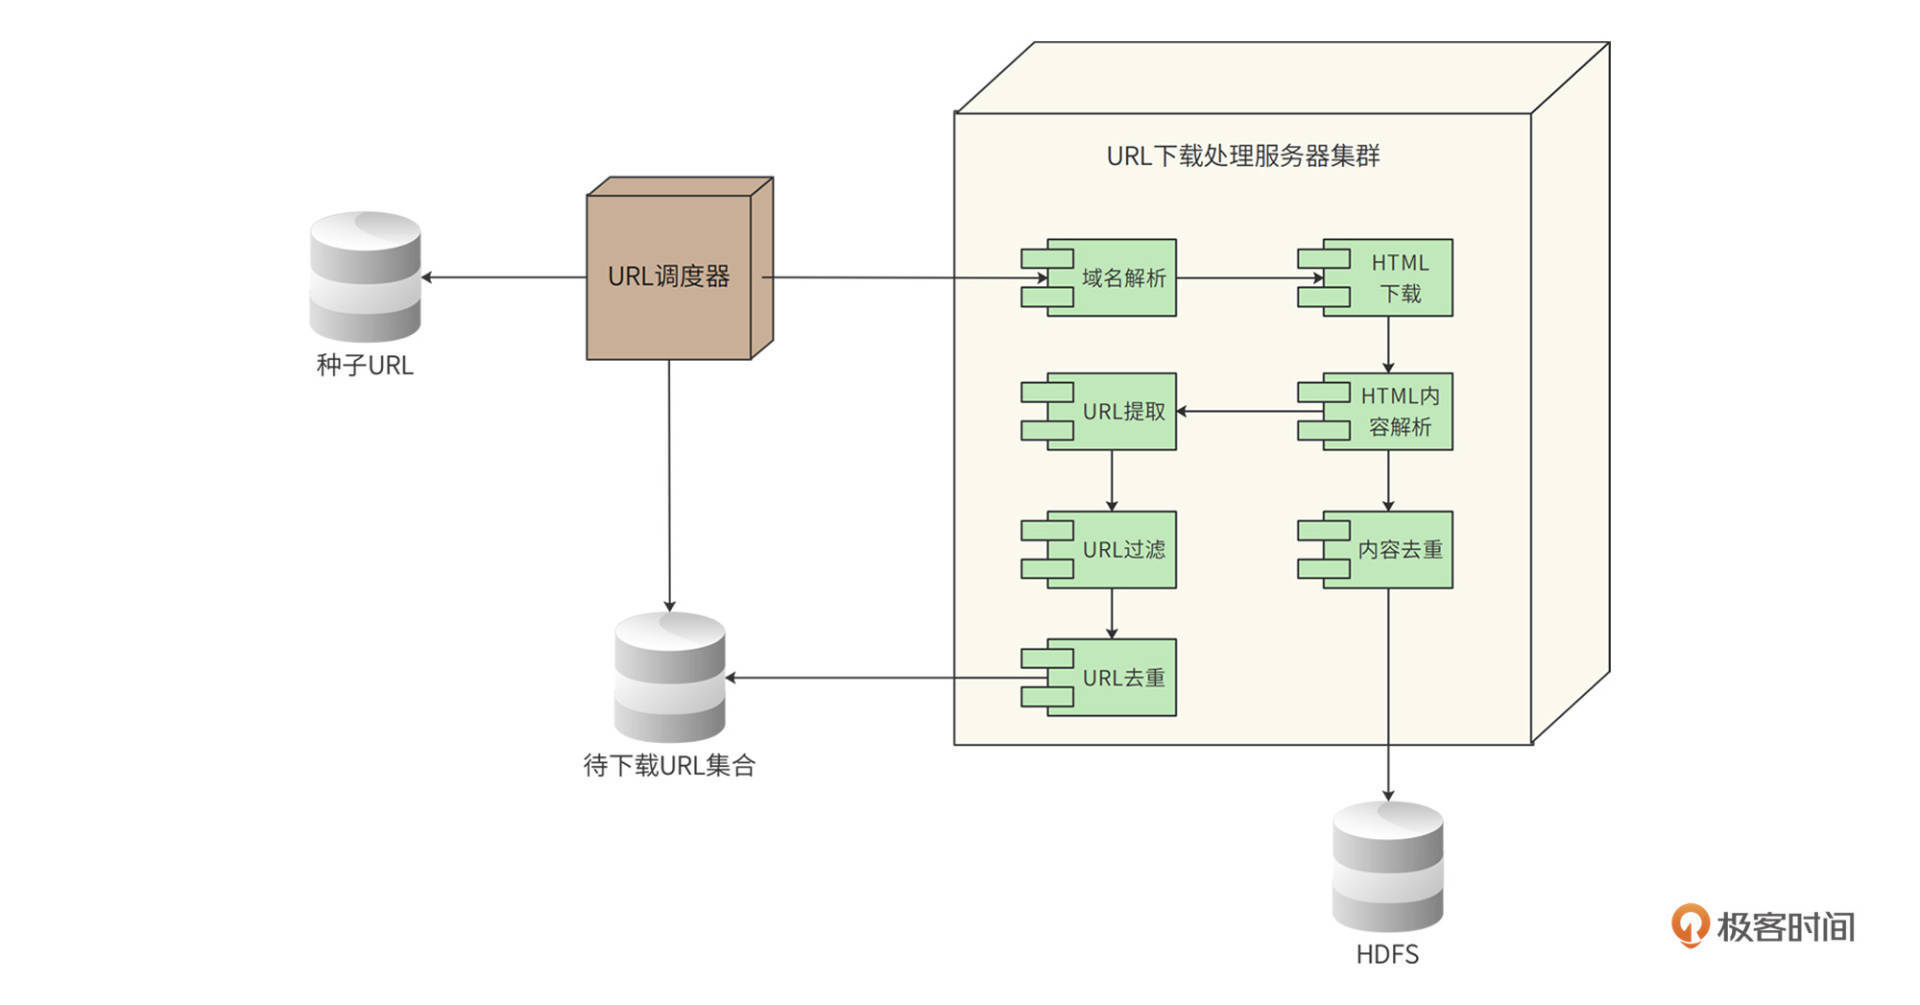 URL下载处理服务器集群
种子URL
URL调度器
域名解析
HTML
下载
URL提取
HTML内
容解析
URL过滤
内容去重
URL去重
待下载URL集合
HDFS
极客时间